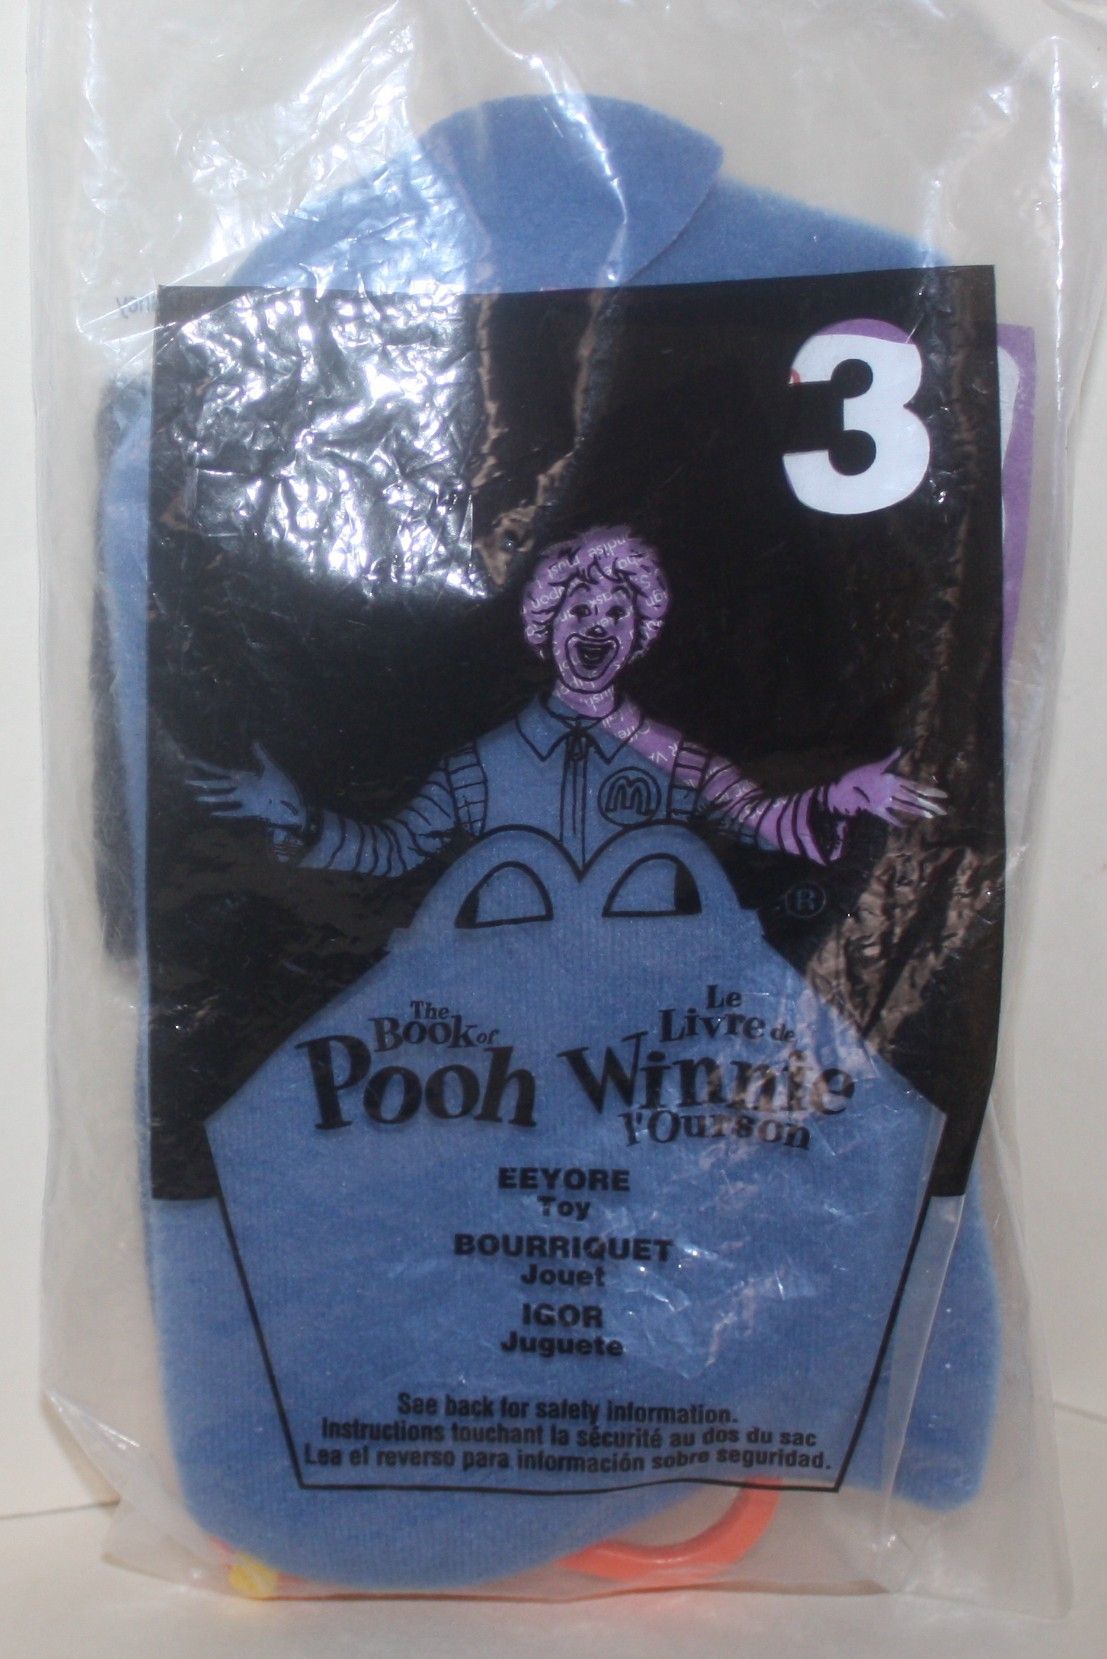 3
M
®
The
Book of
Pooh
Le
Livre de
Winnie
l'Ourson
EEYORE
Toy
BOURRIQUET
Jouet
IGOR
Juguete
See back for safety information.
Instructions touchant la sécurité au dos du sac
Lea el reverso para información sobre seguridad.